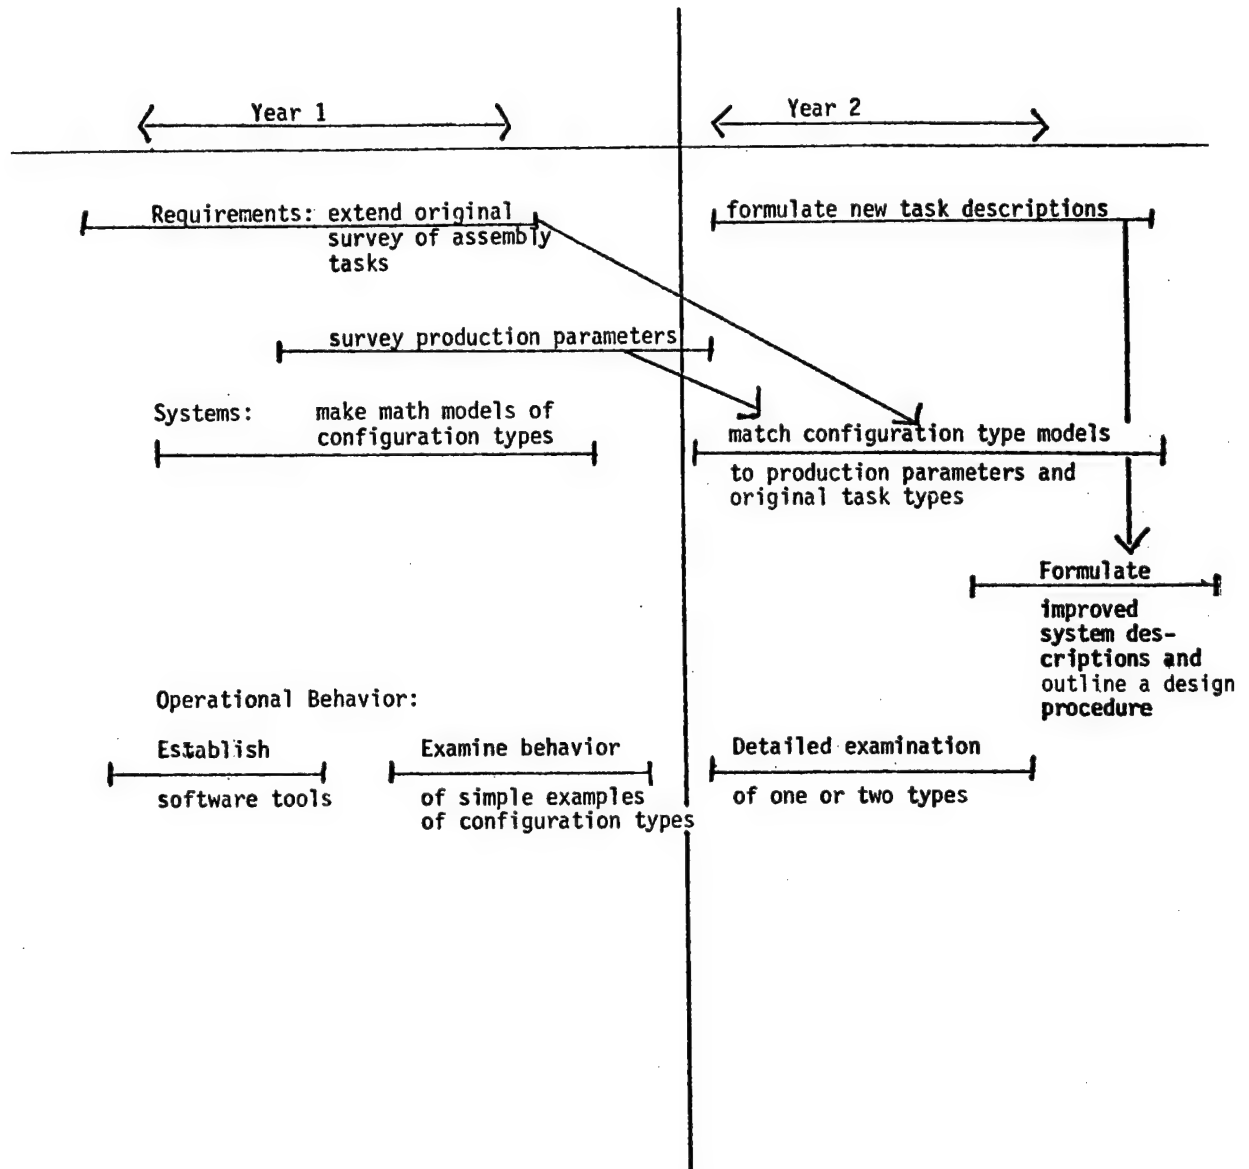 Year 1
Year 2
Requirements: extend original
survey of assembly
tasks
formulate new task descriptions
survey production parameters
Systems: make math models of
configuration types
match configuration type models
to production parameters and
original task types
Formulate
improved
system des-
criptions and
outline a design
procedure
Operational Behavior:
Establish
software tools
Examine behavior
of simple examples
of configuration types
Detailed examination
of one or two types